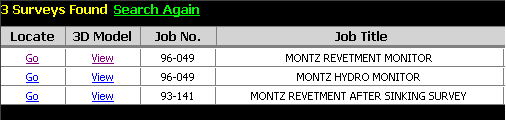 3 Surveys Found Search Again
Locate 3D Model Job No. Job Title
Go View 96-049 MONTZ REVETMENT MONITOR
Go View 96-049 MONTZ HYDRO MONITOR
Go View 93-141 MONTZ REVETMENT AFTER SINKING SURVEY